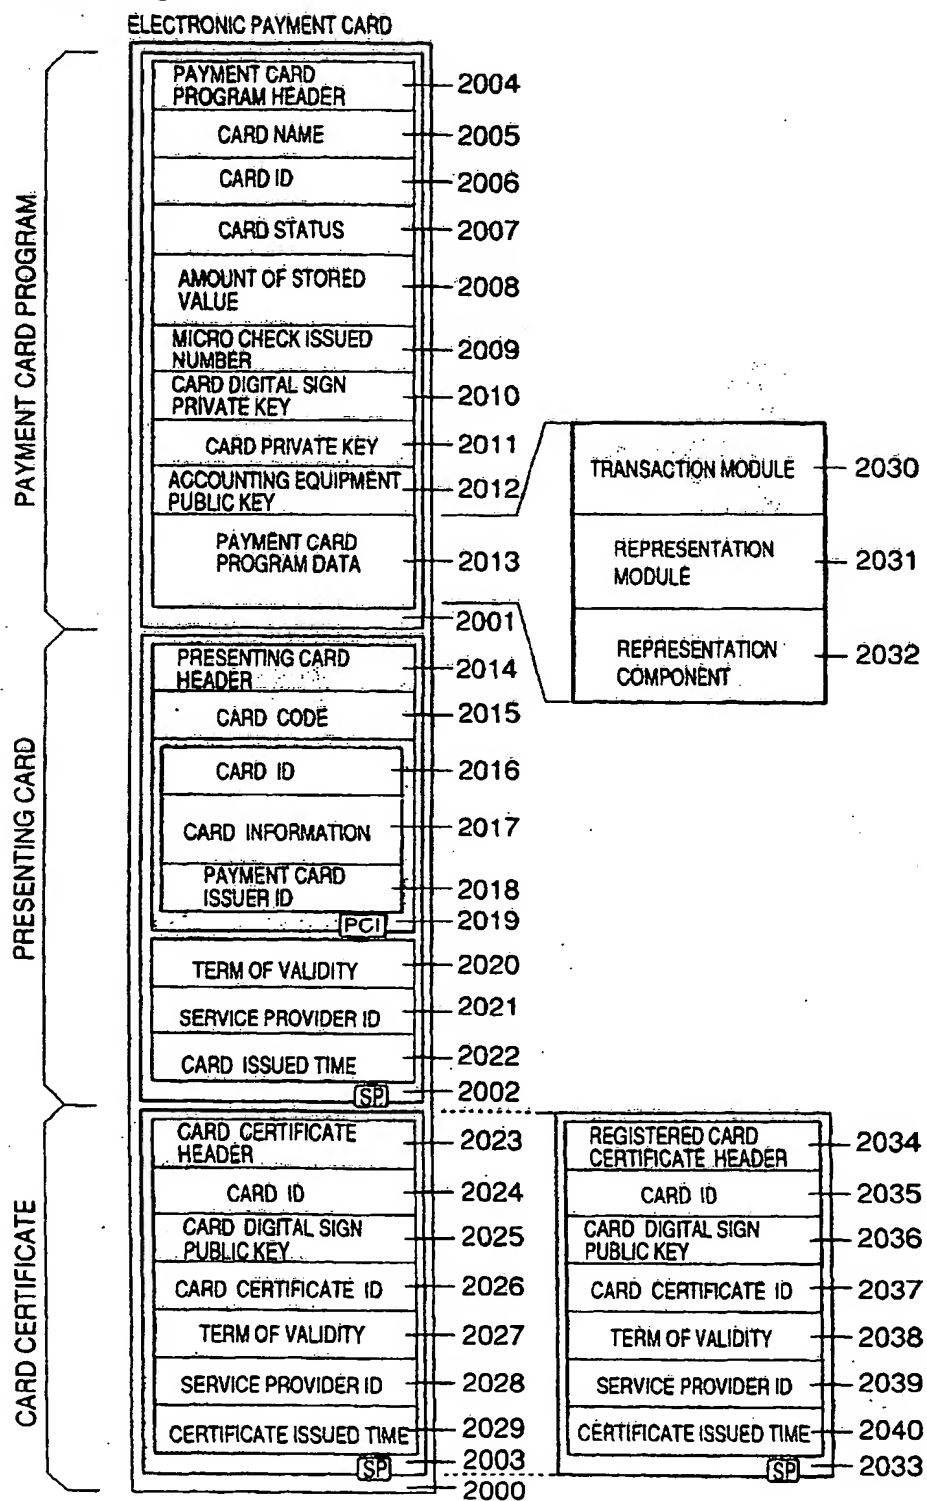 ELECTRONIC PAYMENT CARD
PAYMENT CARD PROGRAM
PAYMENT CARD
PROGRAM HEADER
2004
CARD NAME
2005
CARD ID
2006
CARD STATUS
2007
AMOUNT OF STORED
VALUE
2008
MICRO CHECK ISSUED
NUMBER
2009
CARD DIGITAL SIGN
PRIVATE KEY
2010
CARD PRIVATE KEY
2011
ACCOUNTING EQUIPMENT
PUBLIC KEY
2012
PAYMENT CARD
PROGRAM DATA
2013
2001
TRANSACTION MODULE
2030
REPRESENTATION
MODULE
2031
REPRESENTATION
COMPONENT
2032
PRESENTING CARD
PRESENTING CARD
HEADER
2014
CARD CODE
2015
CARD ID
2016
CARD INFORMATION
2017
PAYMENT CARD
ISSUER ID
2018
PCI
2019
TERM OF VALIDITY
2020
SERVICE PROVIDER ID
2021
CARD ISSUED TIME
2022
SP
2002
CARD CERTIFICATE
CARD CERTIFICATE
HEADER
2023
CARD ID
2024
CARD DIGITAL SIGN
PUBLIC KEY
2025
CARD CERTIFICATE ID
2026
TERM OF VALIDITY
2027
SERVICE PROVIDER ID
2028
CERTIFICATE ISSUED TIME
2029
SP
2003
2000
REGISTERED CARD
CERTIFICATE HEADER
2034
CARD ID
2035
CARD DIGITAL SIGN
PUBLIC KEY
2036
CARD CERTIFICATE ID
2037
TERM OF VALIDITY
2038
SERVICE PROVIDER ID
2039
CERTIFICATE ISSUED TIME
2040
SP
2033